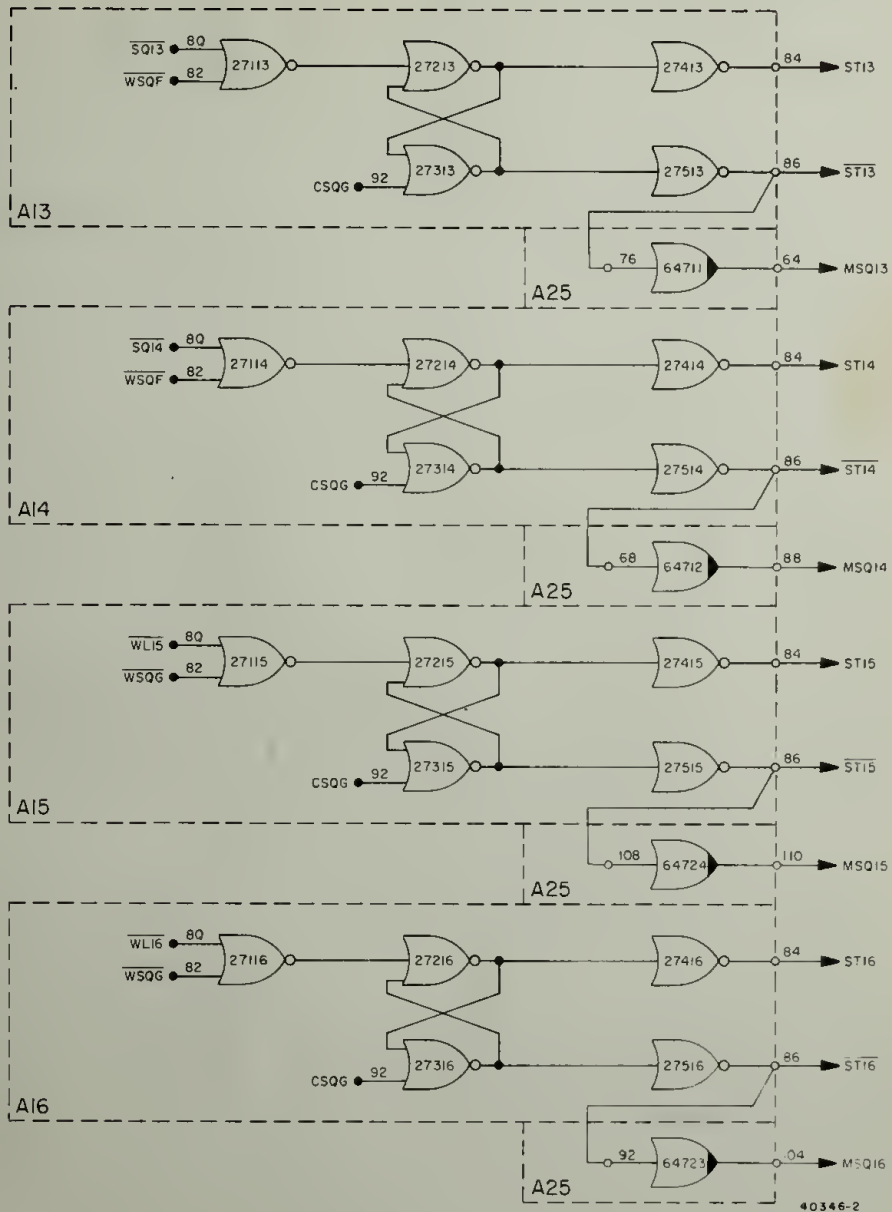 SQ13 80
WSQF 82
27113
27213
27413
84 ST13
CSQG 92
27313
27513
86 ST13
A13
76
64711
64 MSQ13
A25
SQ14 80
WSQF 82
27114
27214
27414
84 ST14
CSQG 92
27314
27514
86 ST14
A14
68
64712
88 MSQ14
A25
WL15 80
WSQG 82
27115
27215
27415
84 ST15
CSQG 92
27315
27515
86 ST15
A15
108
64724
110 MSQ15
A25
WL16 80
WSQG 82
27116
27216
27416
84 ST16
CSQG 92
27316
27516
86 ST16
A16
92
64723
MSQ16
A25
40346-2